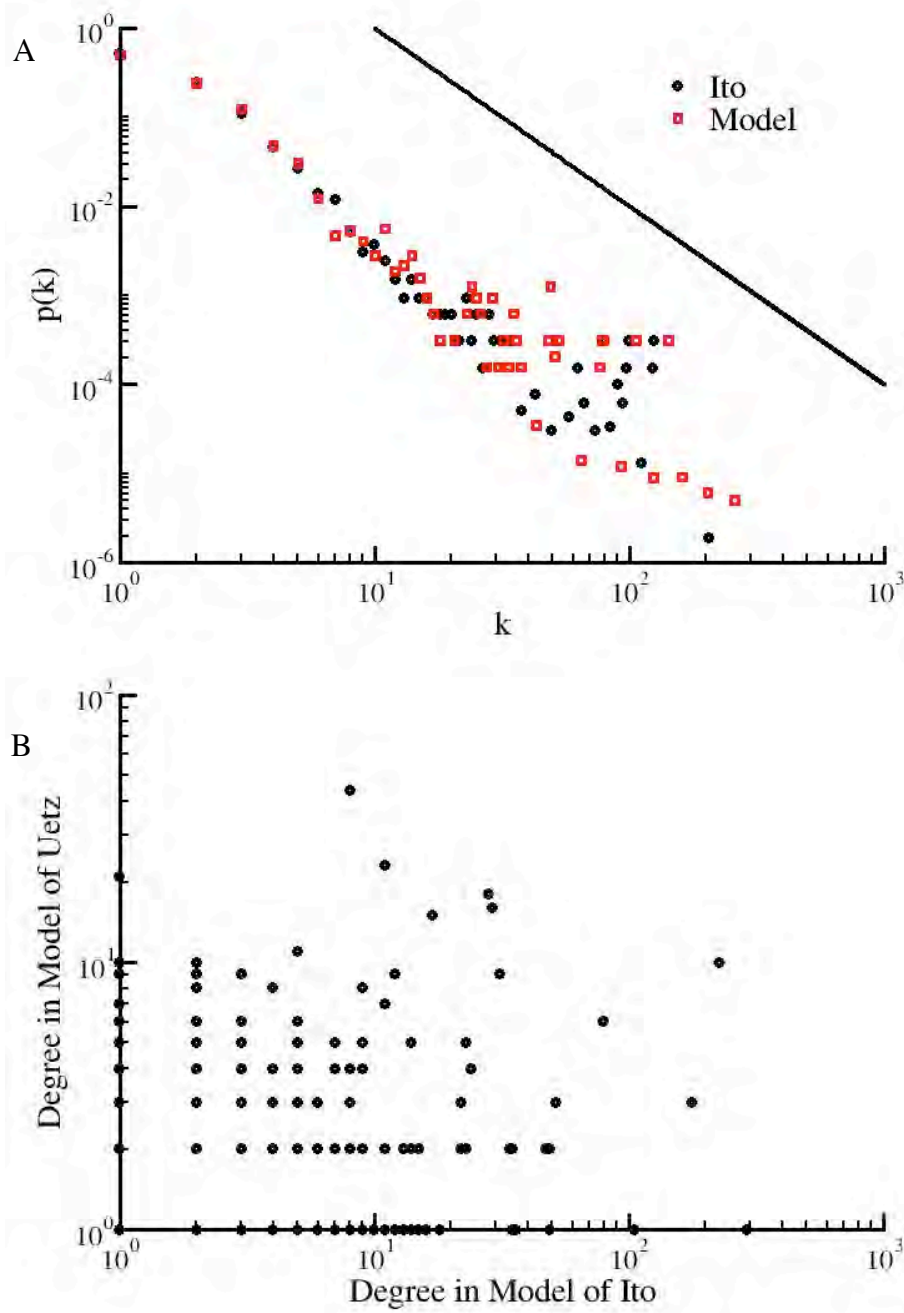 A
10^0
10^-2
10^-4
10^-6
p(k)
Ito
Model
10^0
10^1
10^2
10^3
k
B
10^2
10^1
10^0
Degree in Model of Uetz
10^0
10^1
10^2
10^3
Degree in Model of Ito